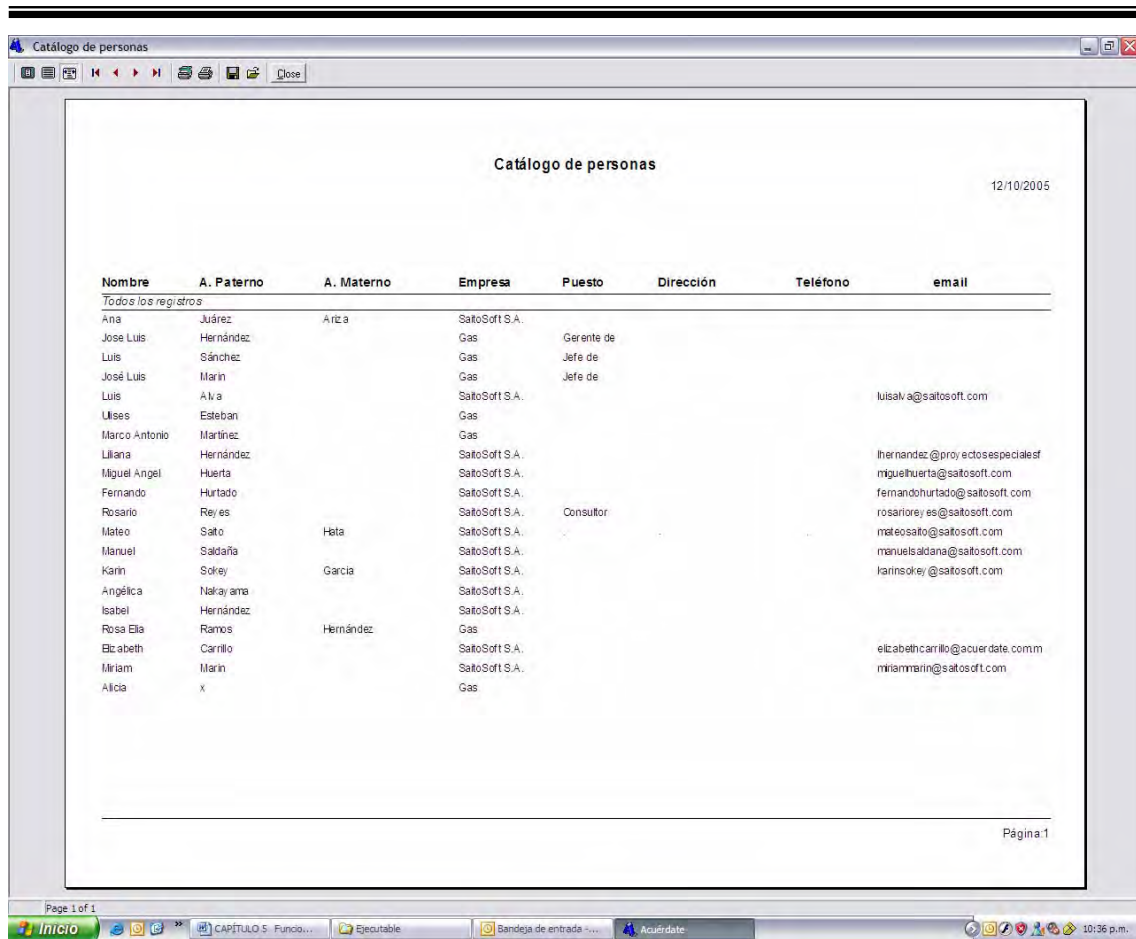 Catálogo de personas
Close
Catálogo de personas
12/10/2005
Nombre A. Paterno A. Materno Empresa Puesto Dirección Teléfono email
Todos los registros
Ana Juárez Ariza SaitoSoft S.A.
Jose Luis Hernández Gas Gerente de
Luis Sánchez Gas Jefe de
José Luis Marin Gas Jefe de
Luis Alva SaitoSoft S.A. luisalva@saitosoft.com
Ulises Esteban Gas
Marco Antonio Martínez Gas
Liliana Hernández SaitoSoft S.A. lhernandez@proyectosespecialesf
Miguel Angel Huerta SaitoSoft S.A. miguelhuerta@saitosoft.com
Fernando Hurtado SaitoSoft S.A. fernandohurtado@saitosoft.com
Rosario Reyes SaitoSoft S.A. Consultor rosarioreyes@saitosoft.com
Mateo Saito Hata SaitoSoft S.A. . . . mateosaito@saitosoft.com
Manuel Saldaña SaitoSoft S.A. manuelsaldana@saitosoft.com
Karin Sokey Garcia SaitoSoft S.A. karinsokey@saitosoft.com
Angélica Nakayama SaitoSoft S.A.
Isabel Hernández SaitoSoft S.A.
Rosa Elia Ramos Hernández Gas
Elizabeth Carrillo SaitoSoft S.A. elizabethcarrillo@acuerdate.com.m
Miriam Marin SaitoSoft S.A. miriammarin@saitosoft.com
Alicia x Gas
Página:1
Page 1 of 1
Inicio » CAPÍTULO 5 Funcio... Ejecutable Bandeja de entrada -... Acuérdate 10:36 p.m.